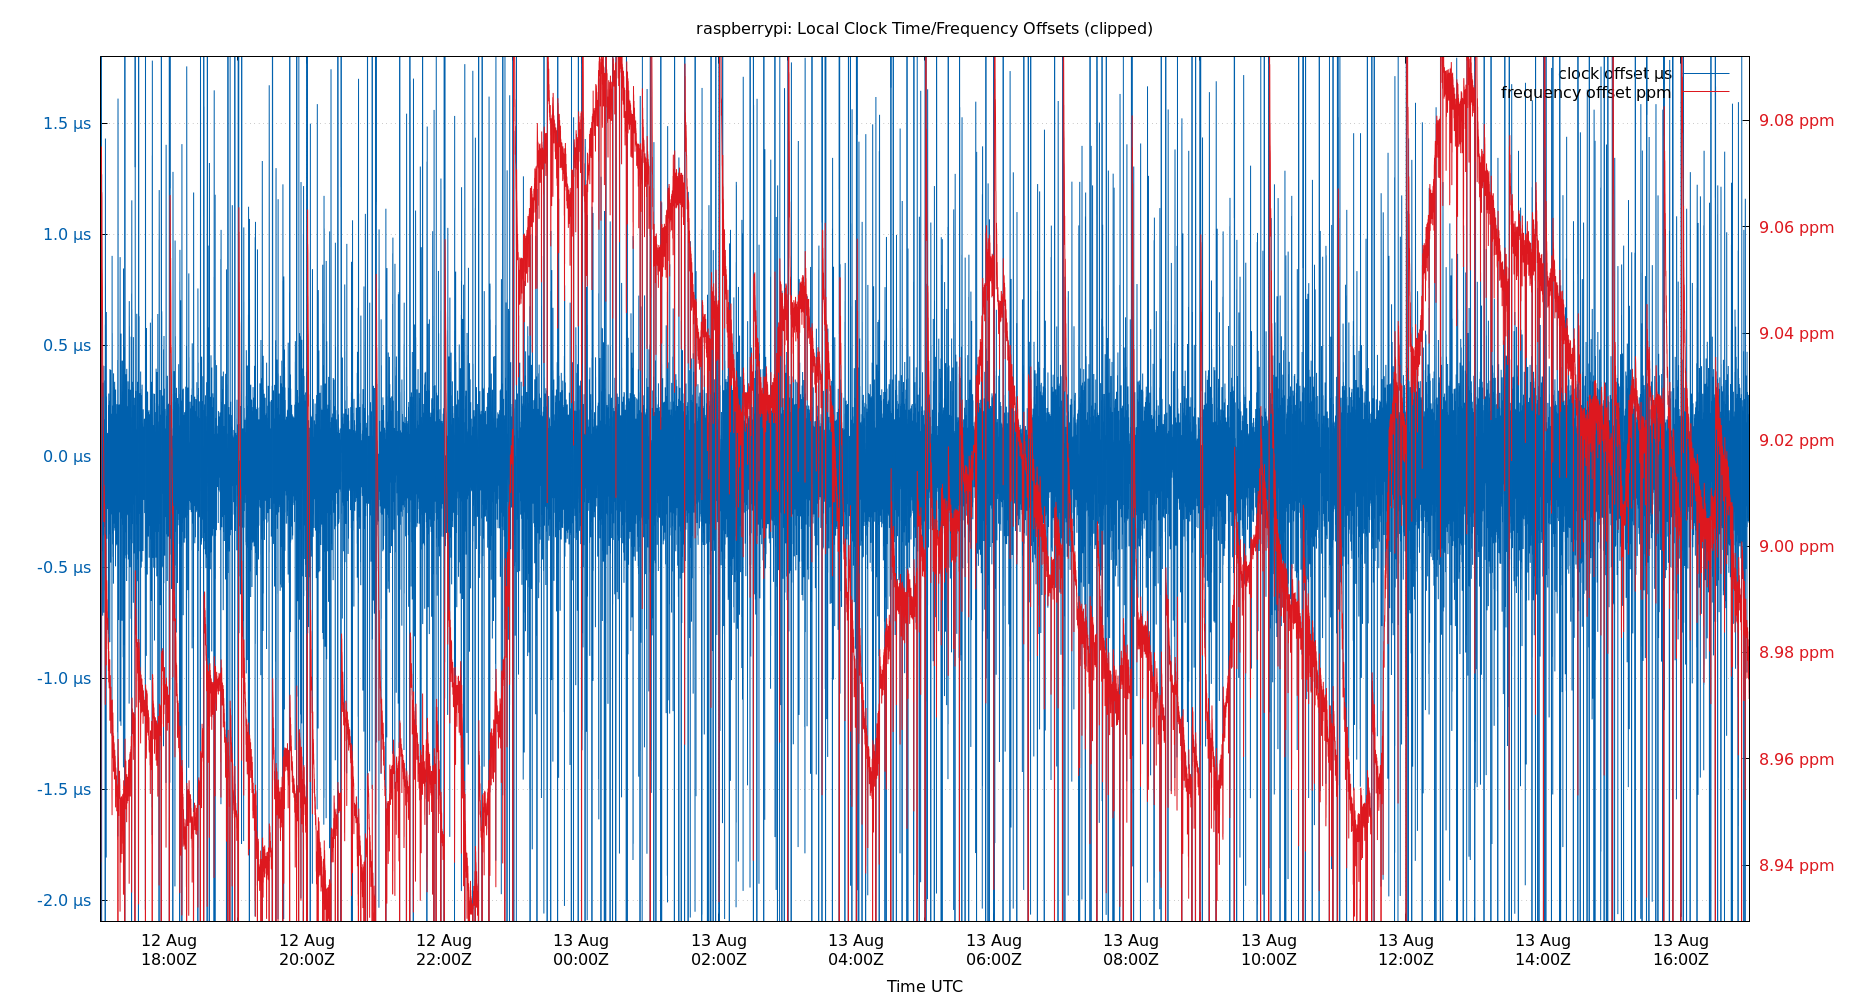 raspberrypi: Local Clock Time/Frequency Offsets (clipped)
clock offset µs
frequency offset ppm
1.5 µs
1.0 µs
0.5 µs
0.0 µs
-0.5 µs
-1.0 µs
-1.5 µs
-2.0 µs
9.08 ppm
9.06 ppm
9.04 ppm
9.02 ppm
9.00 ppm
8.98 ppm
8.96 ppm
8.94 ppm
12 Aug 12 Aug 12 Aug 13 Aug 13 Aug 13 Aug 13 Aug 13 Aug 13 Aug 13 Aug 13 Aug 13 Aug
18:00Z 20:00Z 22:00Z 00:00Z 02:00Z 04:00Z 06:00Z 08:00Z 10:00Z 12:00Z 14:00Z 16:00Z
Time UTC